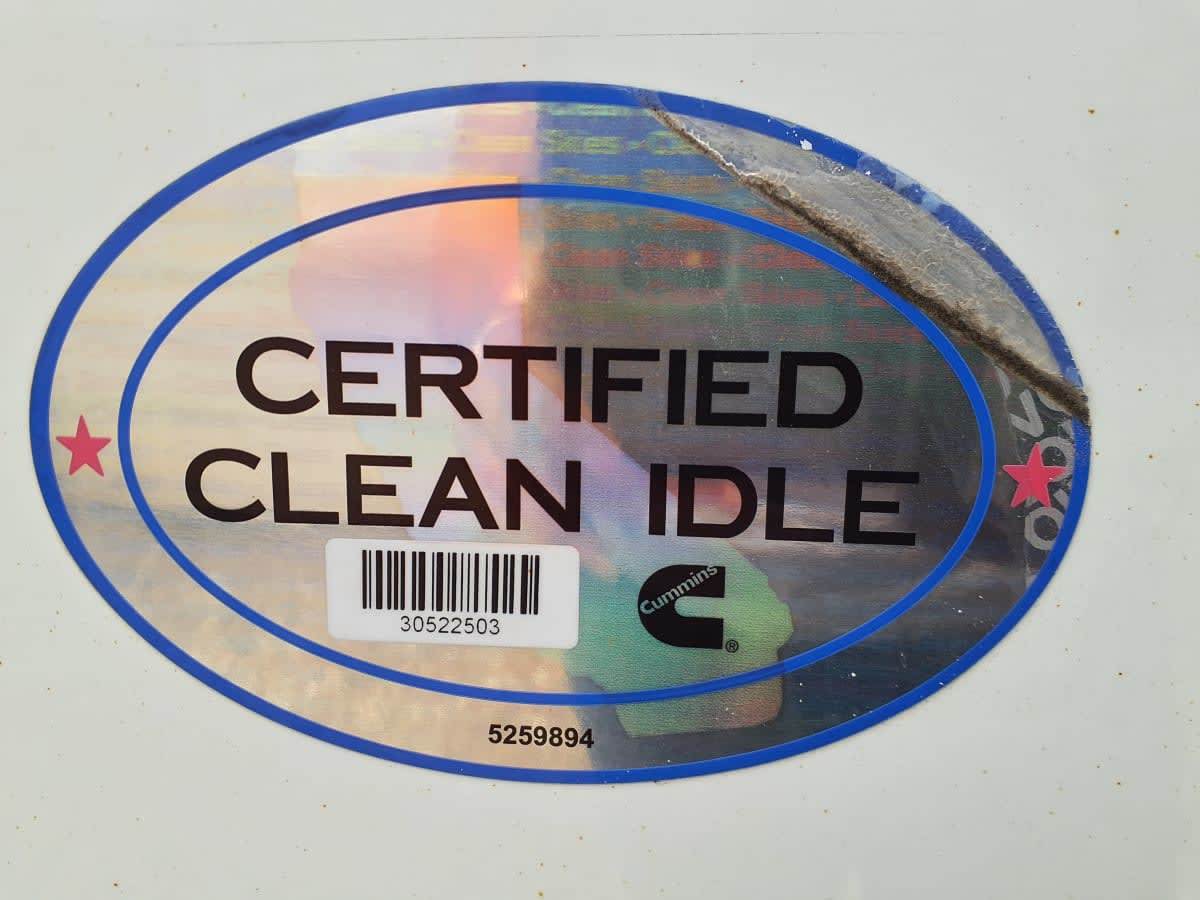 CERTIFIED
CLEAN IDLE
30522503
Cummins
®
5259894